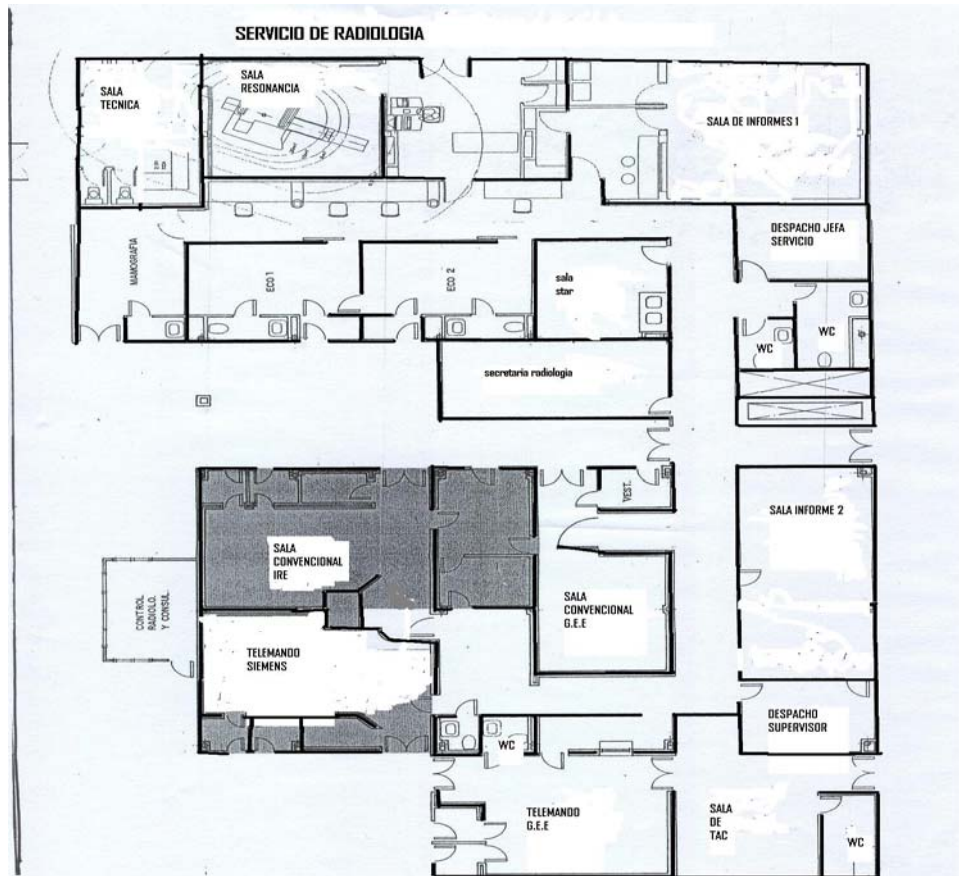 SERVICIO DE RADIOLOGIA
SALA
TECNICA
SALA
RESONANCIA
SALA DE INFORMES 1
DESPACHO JEFA
SERVICIO
MAMOGRAFIA
ECO 1
ECO 2
sala
star
WC
WC
secretaria radiologia
VEST.
SALA INFORME 2
SALA
CONVENCIONAL
IRE
SALA
CONVENCIONAL
G.E.E
CONTROL
RADIOLO.
Y CONSUL.
TELEMANDO
SIEMENS
DESPACHO
SUPERVISOR
WC
TELEMANDO
G.E.E
SALA
DE
TAC
WC